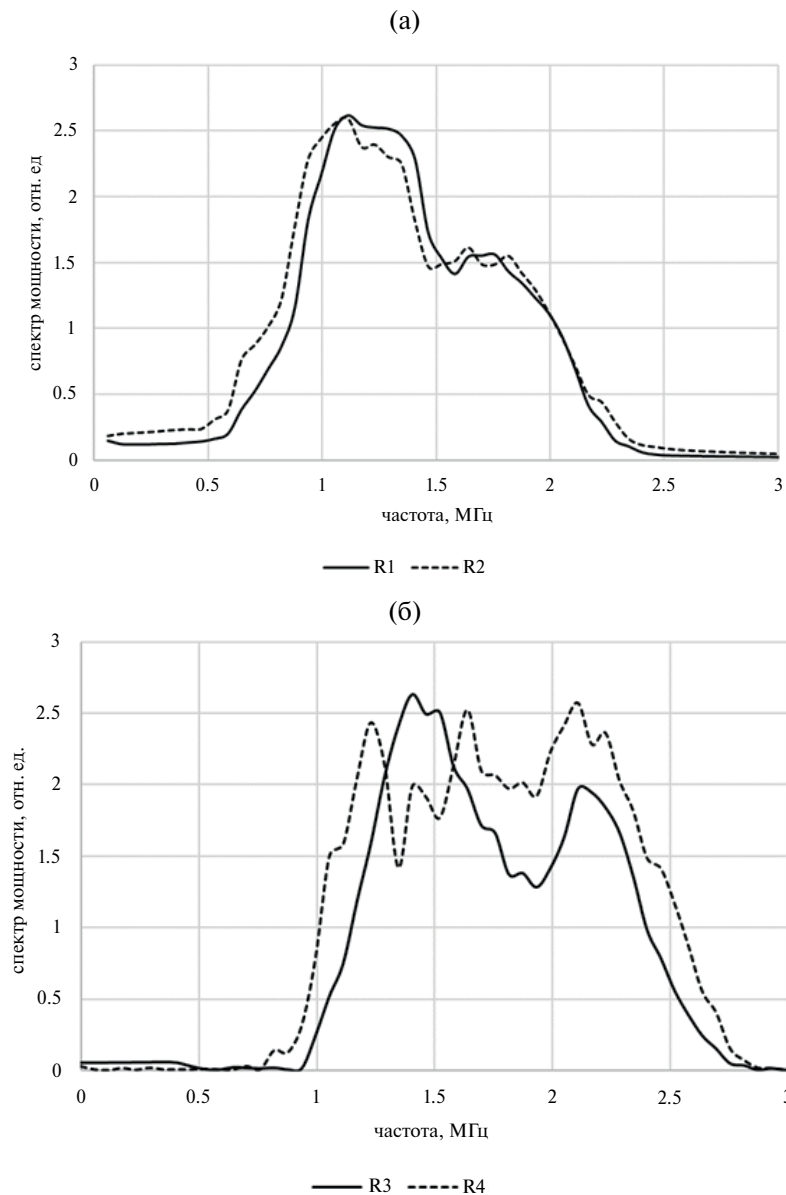 (а)
спектр мощности, отн. ед
3
2.5
2
1.5
1
0.5
0
0 0.5 1 1.5 2 2.5 3
частота, МГц
R1 R2
(б)
спектр мощности, отн. ед.
3
2.5
2
1.5
1
0.5
0
0 0.5 1 1.5 2 2.5 3
частота, МГц
R3 R4